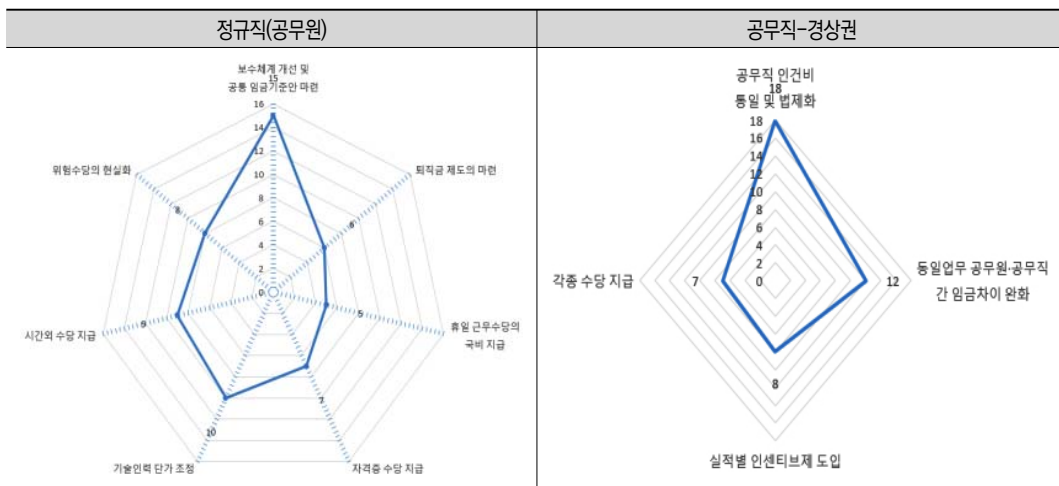 정규직(공무원)
공무직-경상권
보수체계 개선 및
15
공통 임금기준안 마련
16
14
12
10
8
6
4
2
0
퇴직금 제도의 마련
6
휴일 근무수당의
국비 지급
5
자격증 수당 지급
7
기술인력 단가 조정
10
시간외 수당 지급
9
위험수당의 현실화
8
공무직 인건비
18
통일 및 법제화
18
16
14
12
10
8
6
4
2
0
동일업무 공무원·공무직
간 임금차이 완화
12
8
실적별 인센티브제 도입
각종 수당 지급
7